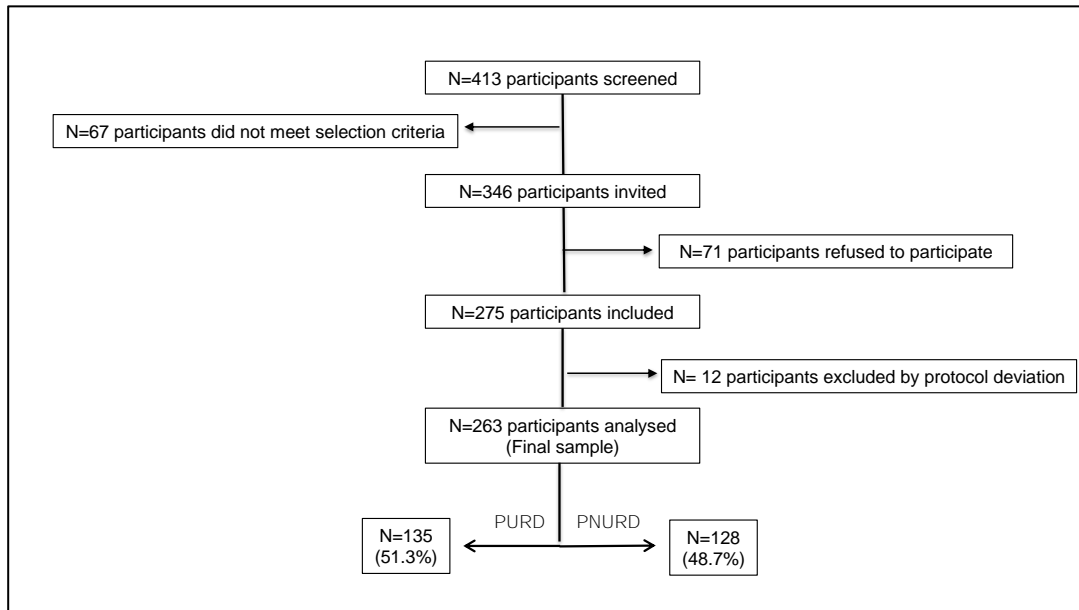 N=413 participants screened
N=67 participants did not meet selection criteria
N=346 participants invited
N=71 participants refused to participate
N=275 participants included
N= 12 participants excluded by protocol deviation
N=263 participants analysed
(Final sample)
PURD
PNURD
N=135
(51.3%)
N=128
(48.7%)